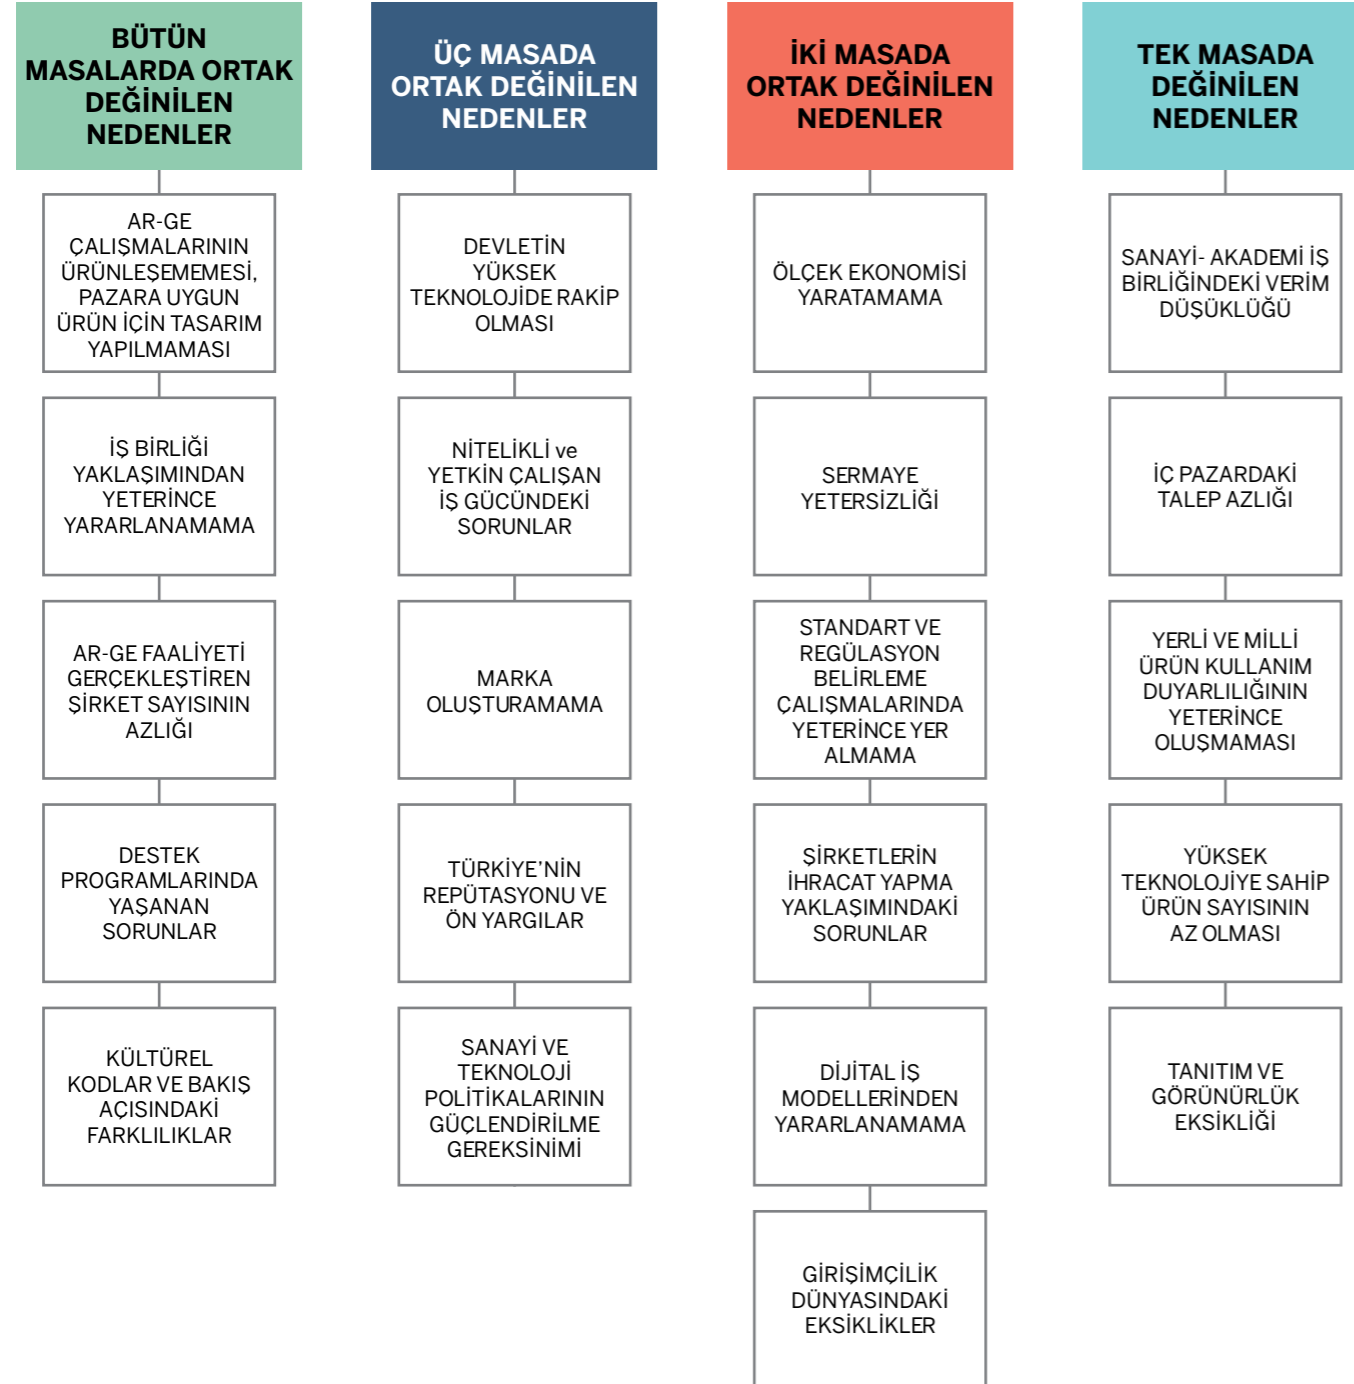 BÜTÜN
MASALARDA ORTAK
DEĞİNİLEN
NEDENLER
AR-GE
ÇALIŞMALARININ
ÜRÜNLEŞEMEMESİ,
PAZARA UYGUN
ÜRÜN İÇİN TASARIM
YAPILMAMASI
İŞ BİRLİĞİ
YAKLAŞIMINDAN
YETERİNCE
YARARLANAMAMA
AR-GE FAALİYETİ
GERÇEKLEŞTİREN
ŞİRKET SAYISININ
AZLIĞI
DESTEK
PROGRAMLARINDA
YAŞANAN
SORUNLAR
KÜLTÜREL
KODLAR VE BAKIŞ
AÇISINDAKİ
FARKLILIKLAR
ÜÇ MASADA
ORTAK DEĞİNİLEN
NEDENLER
DEVLETİN
YÜKSEK
TEKNOLOJİDE RAKİP
OLMASI
NİTELİKLİ ve
YETKİN ÇALIŞAN
İŞ GÜCÜNDEKİ
SORUNLAR
MARKA
OLUŞTURAMAMA
TÜRKİYE’NİN
REPÜTASYONU VE
ÖN YARGILAR
SANAYİ VE
TEKNOLOJİ
POLİTİKALARININ
GÜÇLENDİRİLME
GEREKSİNİMİ
İKİ MASADA
ORTAK DEĞİNİLEN
NEDENLER
ÖLÇEK EKONOMİSİ
YARATAMAMA
SERMAYE
YETERSİZLİĞİ
STANDART VE
REGÜLASYON
BELİRLEME
ÇALIŞMALARINDA
YETERİNCE YER
ALMAMA
ŞİRKETLERİN
İHRACAT YAPMA
YAKLAŞIMINDAKİ
SORUNLAR
DİJİTAL İŞ
MODELLERİNDEN
YARARLANAMAMA
GİRİŞİMÇİLİK
DÜNYASINDAKİ
EKSİKLİKLER
TEK MASADA
DEĞİNİLEN
NEDENLER
SANAYİ- AKADEMİ İŞ
BİRLİĞİNDEKİ VERİM
DÜŞÜKLÜĞÜ
İÇ PAZARDAKİ
TALEP AZLIĞI
YERLİ VE MİLLİ
ÜRÜN KULLANIM
DUYARLILIĞININ
YETERİNCE
OLUŞMAMASI
YÜKSEK
TEKNOLOJİYE SAHİP
ÜRÜN SAYISININ
AZ OLMASI
TANITIM VE
GÖRÜNÜRLÜK
EKSİKLİĞİ